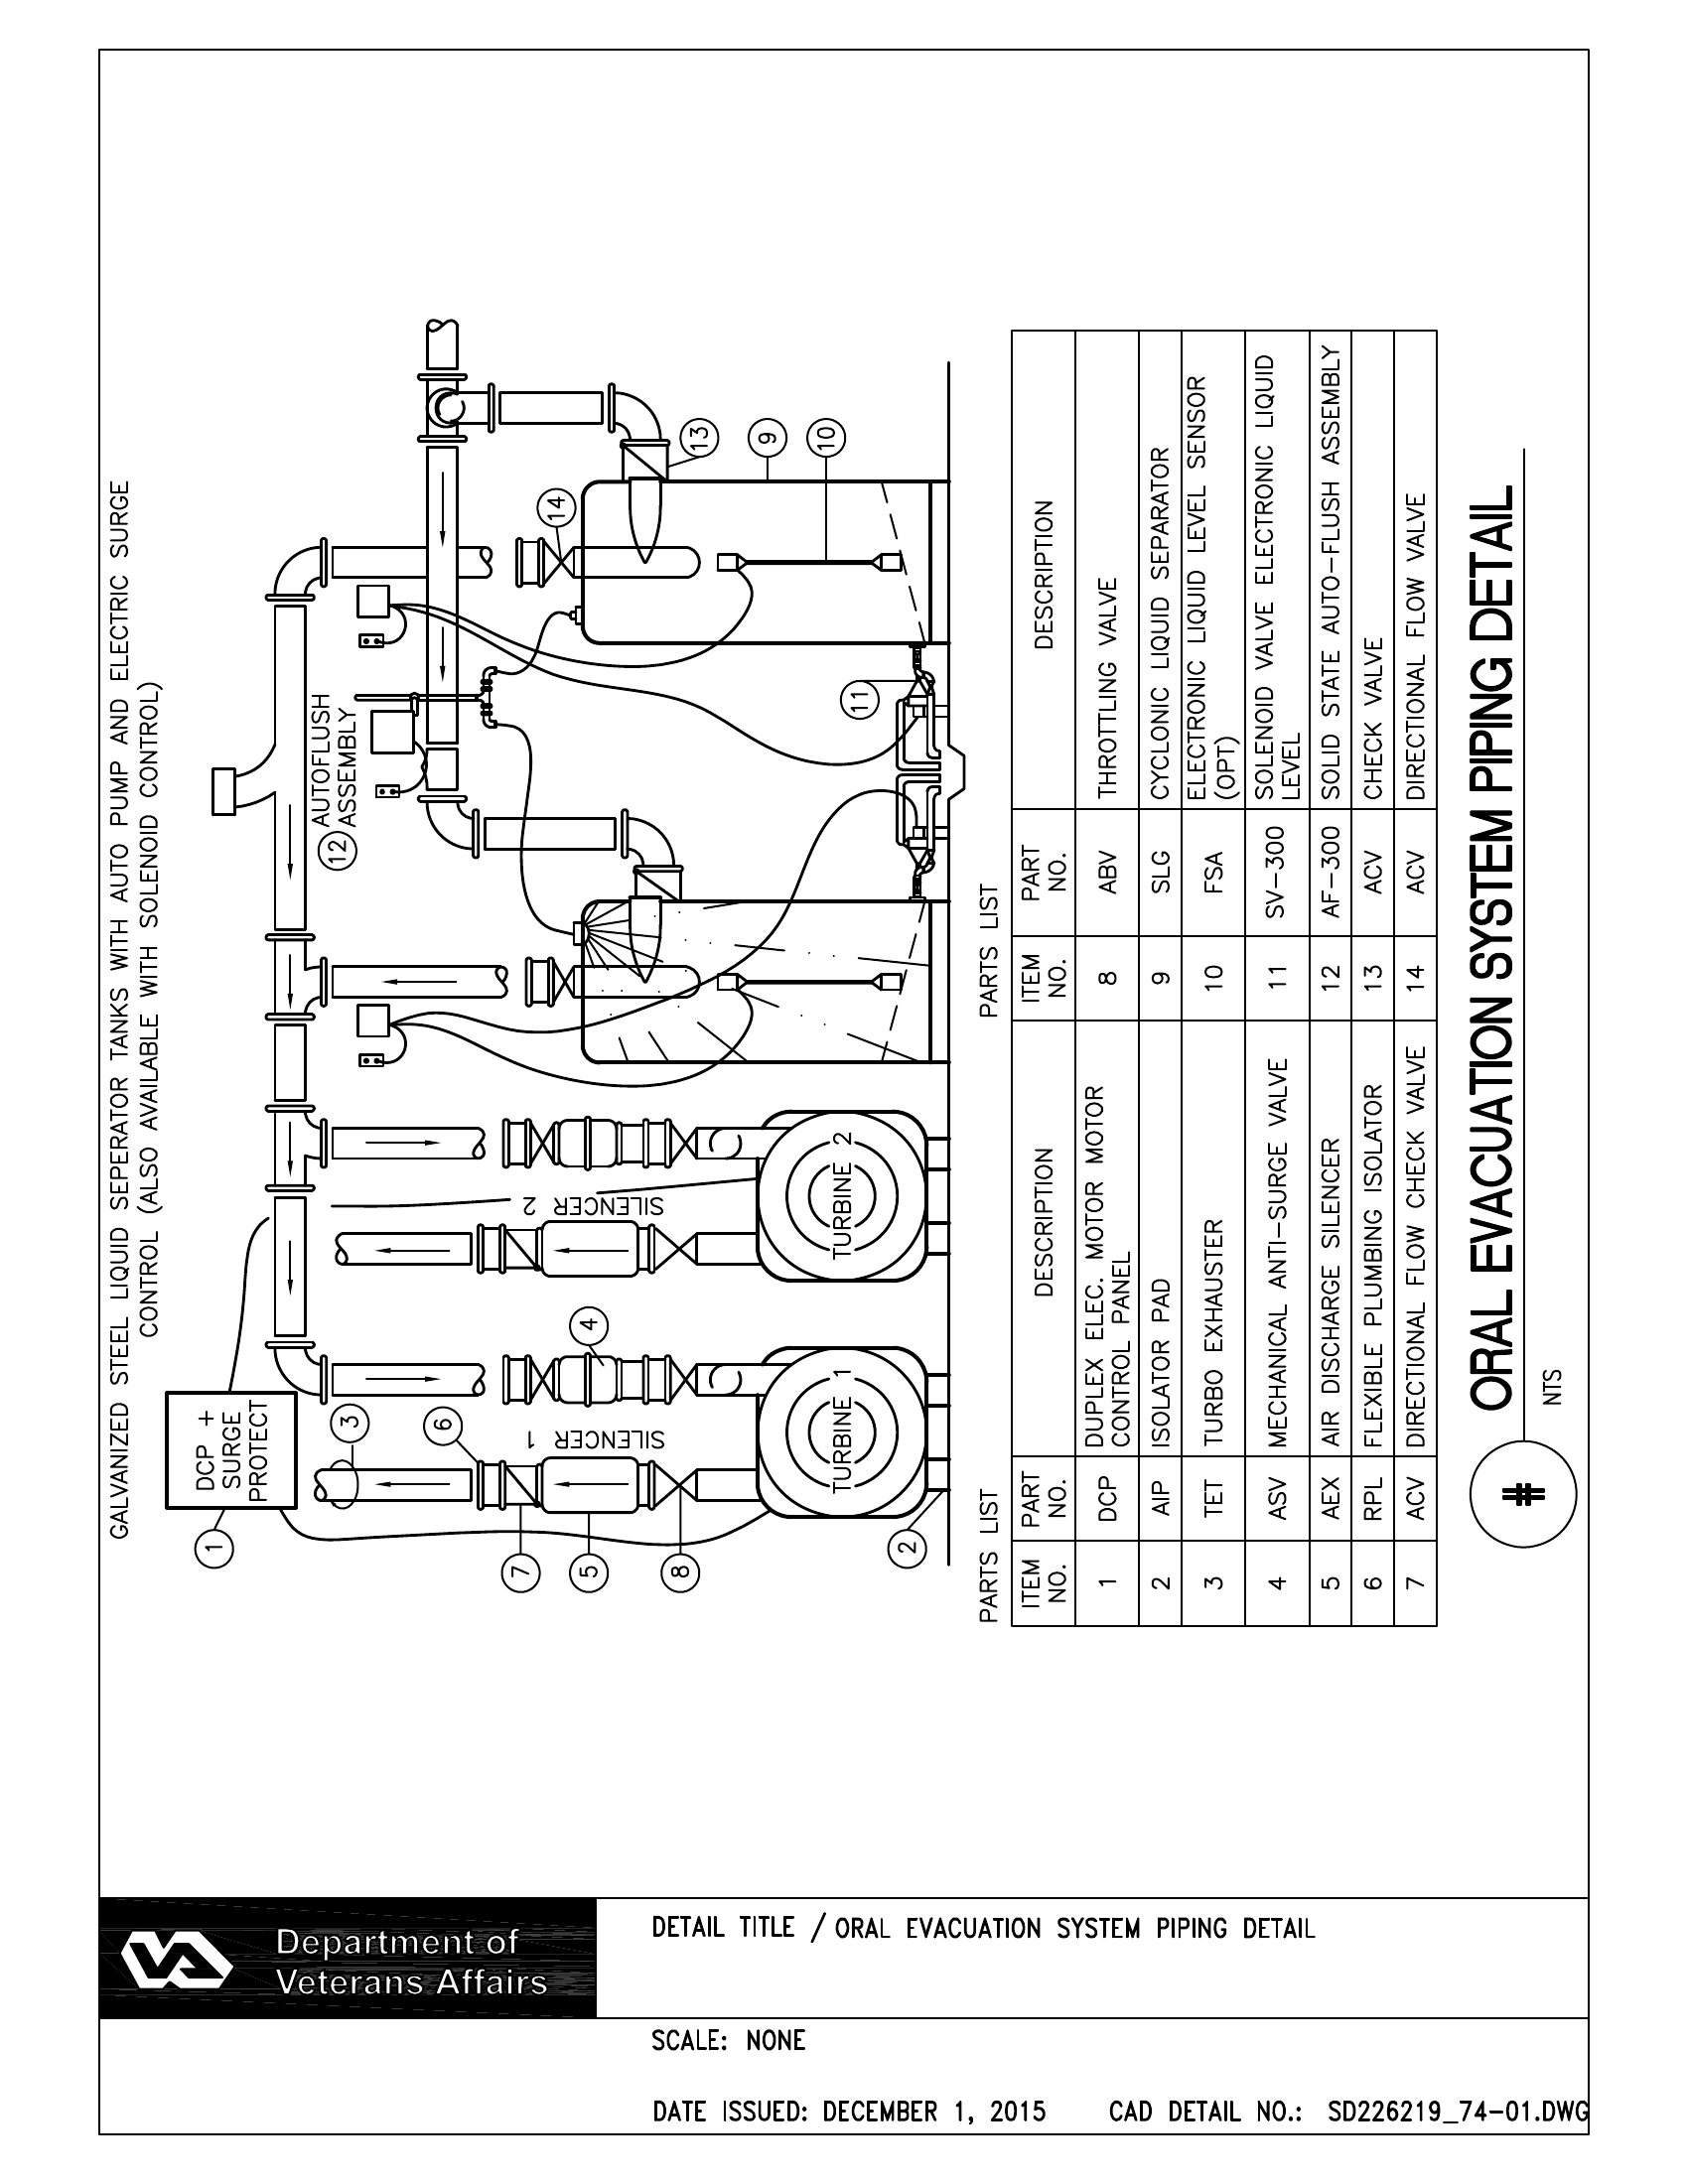 GALVANIZED STEEL LIQUID SEPERATOR TANKS WITH AUTO PUMP AND ELECTRIC SURGE
CONTROL (ALSO AVAILABLE WITH SOLENOID CONTROL)
1
DCP +
SURGE
PROTECT
12
AUTOFLUSH
ASSEMBLY
3
6
7
5
8
4
SILENCER 1
SILENCER 2
14
13
9
10
11
TURBINE 1
TURBINE 2
2
PARTS LIST
PARTS LIST
ITEM NO. PART NO. DESCRIPTION ITEM NO. PART NO. DESCRIPTION
1 DCP DUPLEX ELEC. MOTOR MOTOR CONTROL PANEL 8 ABV THROTTLING VALVE
2 AIP ISOLATOR PAD 9 SLG CYCLONIC LIQUID SEPARATOR
3 TET TURBO EXHAUSTER 10 FSA ELECTRONIC LIQUID LEVEL SENSOR (OPT)
4 ASV MECHANICAL ANTI-SURGE VALVE 11 SV-300 SOLENOID VALVE ELECTRONIC LIQUID LEVEL
5 AEX AIR DISCHARGE SILENCER 12 AF-300 SOLID STATE AUTO-FLUSH ASSEMBLY
6 RPL FLEXIBLE PLUMBING ISOLATOR 13 ACV CHECK VALVE
7 ACV DIRECTIONAL FLOW CHECK VALVE 14 ACV DIRECTIONAL FLOW VALVE
# ORAL EVACUATION SYSTEM PIPING DETAIL
NTS
VA
Department of
Veterans Affairs
DETAIL TITLE / ORAL EVACUATION SYSTEM PIPING DETAIL
SCALE: NONE
DATE ISSUED: DECEMBER 1, 2015 CAD DETAIL NO.: SD226219_74-01.DWG